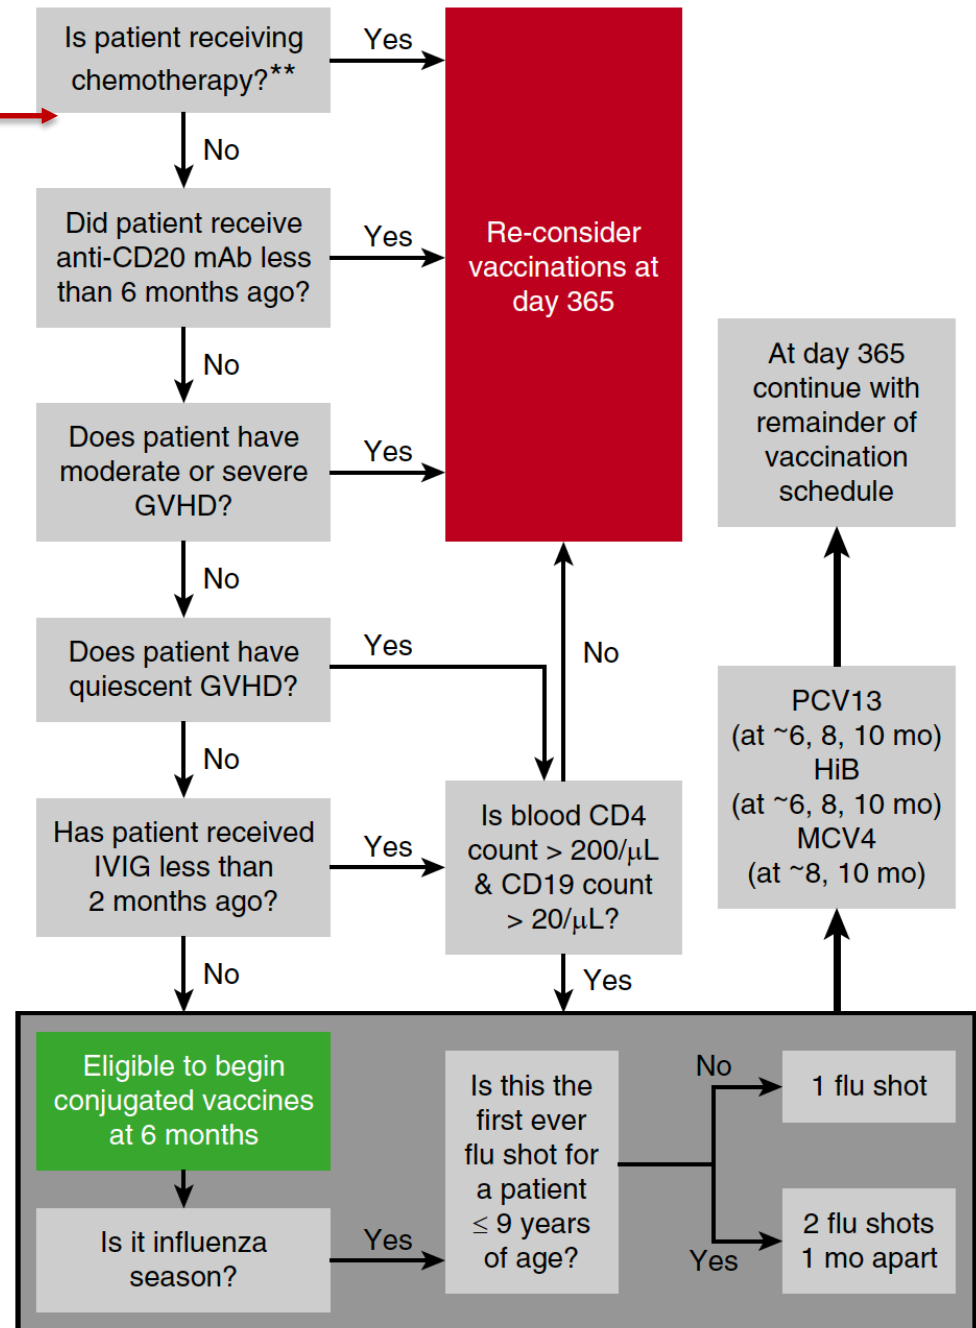 Is patient receiving
chemotherapy?**
Yes
No
Did patient receive
anti-CD20 mAb less
than 6 months ago?
Yes
No
Re-consider
vaccinations at
day 365
Does patient have
moderate or severe
GVHD?
Yes
No
Does patient have
quiescent GVHD?
Yes
No
Has patient received
IVIG less than
2 months ago?
Yes
No
Is blood CD4
count > 200/μL
& CD19 count
> 20/μL?
No
Yes
At day 365
continue with
remainder of
vaccination
schedule
PCV13
(at ~6, 8, 10 mo)
HiB
(at ~6, 8, 10 mo)
MCV4
(at ~8, 10 mo)
Eligible to begin
conjugated vaccines
at 6 months
Is it influenza
season?
Yes
Is this the
first ever
flu shot for
a patient
≤ 9 years
of age?
No
1 flu shot
Yes
2 flu shots
1 mo apart